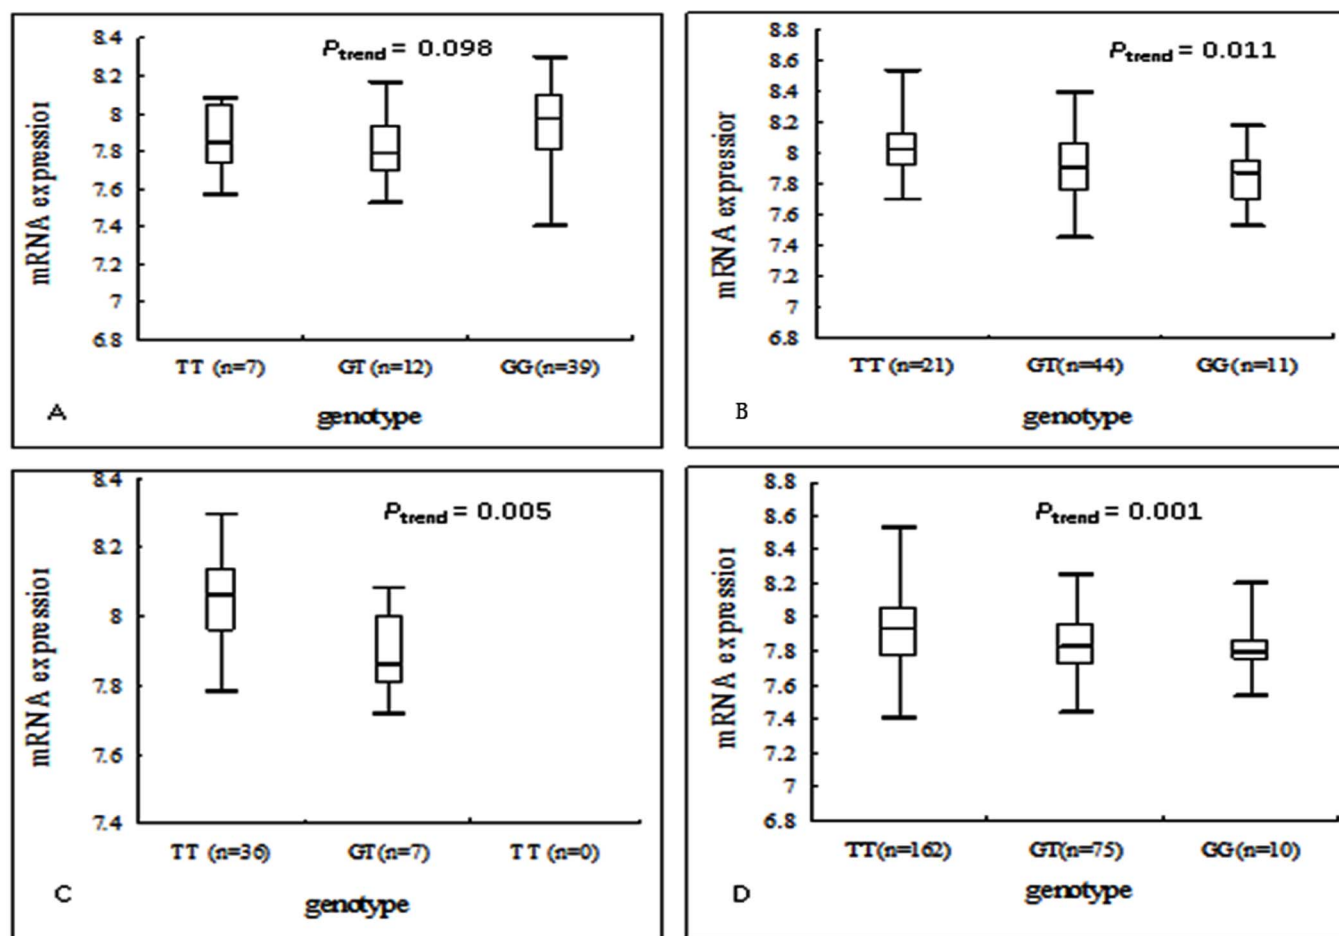 8.4
8.2
8
7.8
7.6
7.4
7.2
7
6.8
mRNA expression
P trend = 0.098
TT (n=7) GT (n=12) GG(n=39)
genotype
A
8.8
8.6
8.4
8.2
8
7.8
7.6
7.4
7.2
7
6.8
mRNA expression
P trend = 0.011
TT (n=21) GT(n=44) GG(n=11)
genotype
B
8.4
8.2
8
7.8
7.6
7.4
mRNA expression
P trend = 0.005
TT (n=36) GT(n=7) TT (n=0)
genotype
C
8.8
8.6
8.4
8.2
8
7.8
7.6
7.4
7.2
7
6.8
mRNA expression
P trend = 0.001
TT(n=162) GT(n=75) GG(n=10)
genotype
D